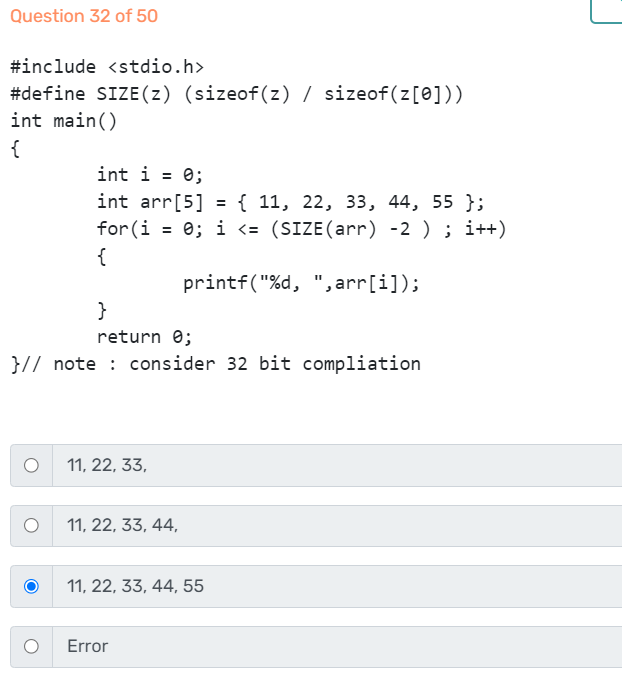 Question 32 of 50
#include <stdio.h>
#define SIZE(z) (sizeof(z) / sizeof(z[0]))
int main()
{
        int i = 0;
        int arr[5] = { 11, 22, 33, 44, 55 };
        for(i = 0; i <= (SIZE(arr) -2 ) ; i++)
        {
                printf("%d, ",arr[i]);
        }
        return 0;
}// note : consider 32 bit compliation
11, 22, 33,
11, 22, 33, 44,
11, 22, 33, 44, 55
Error